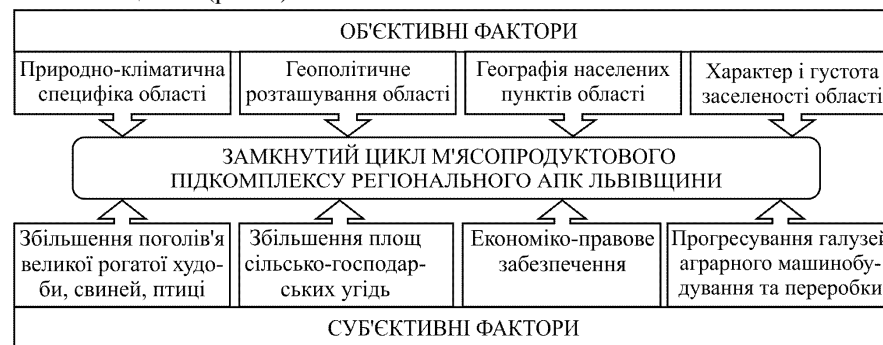 ОБ'ЄКТИВНІ ФАКТОРИ
Природно-кліматична
специфіка області
Геополітичне
розташування області
Географія населених
пунктів області
Характер і густота
заселеності області
ЗАМКНУТИЙ ЦИКЛ М'ЯСОПРОДУКТОВОГО
ПІДКОМПЛЕКСУ РЕГІОНАЛЬНОГО АПК ЛЬВІВЩИНИ
Збільшення поголів'я
великої рогатої худо-
би, свиней, птиці
Збільшення площ
сільсько-господар-
ських угідь
Економіко-правове
забезпечення
Прогресування галузей
аграрного машинобу-
дування та переробки
СУБ'ЄКТИВНІ ФАКТОРИ